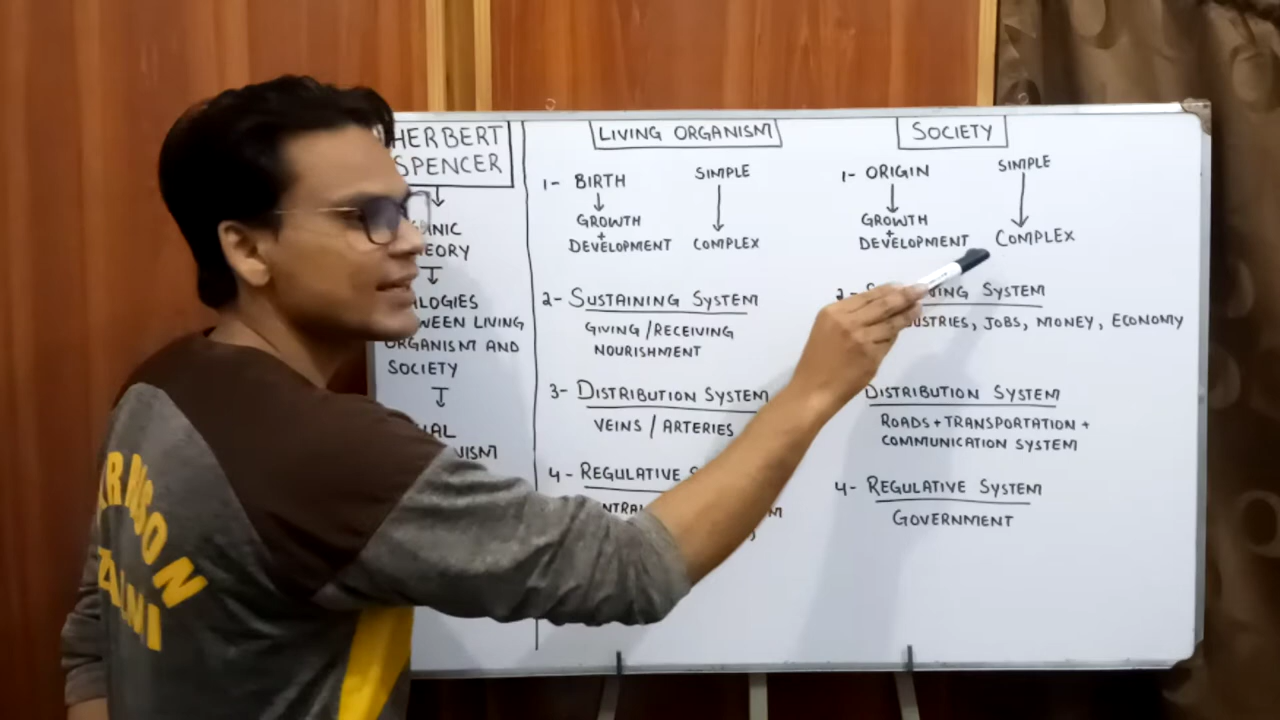 HERBERT
SPENCER
THEORY
BETWEEN LIVING
ORGANISM AND
SOCIETY
LIVING ORGANISM
1- BIRTH
GROWTH
+
DEVELOPMENT
SIMPLE
COMPLEX
2- SUSTAINING SYSTEM
GIVING/RECEIVING
NOURISHMENT
3- DISTRIBUTION SYSTEM
VEINS / ARTERIES
4- REGULATIVE
SOCIETY
1- ORIGIN
GROWTH
+
DEVELOPMENT
SIMPLE
COMPLEX
2- SYSTEM
JOBS, MONEY, ECONOMY
DISTRIBUTION SYSTEM
ROADS+TRANSPORTATION +
COMMUNICATION SYSTEM
4- REGULATIVE SYSTEM
GOVERNMENT